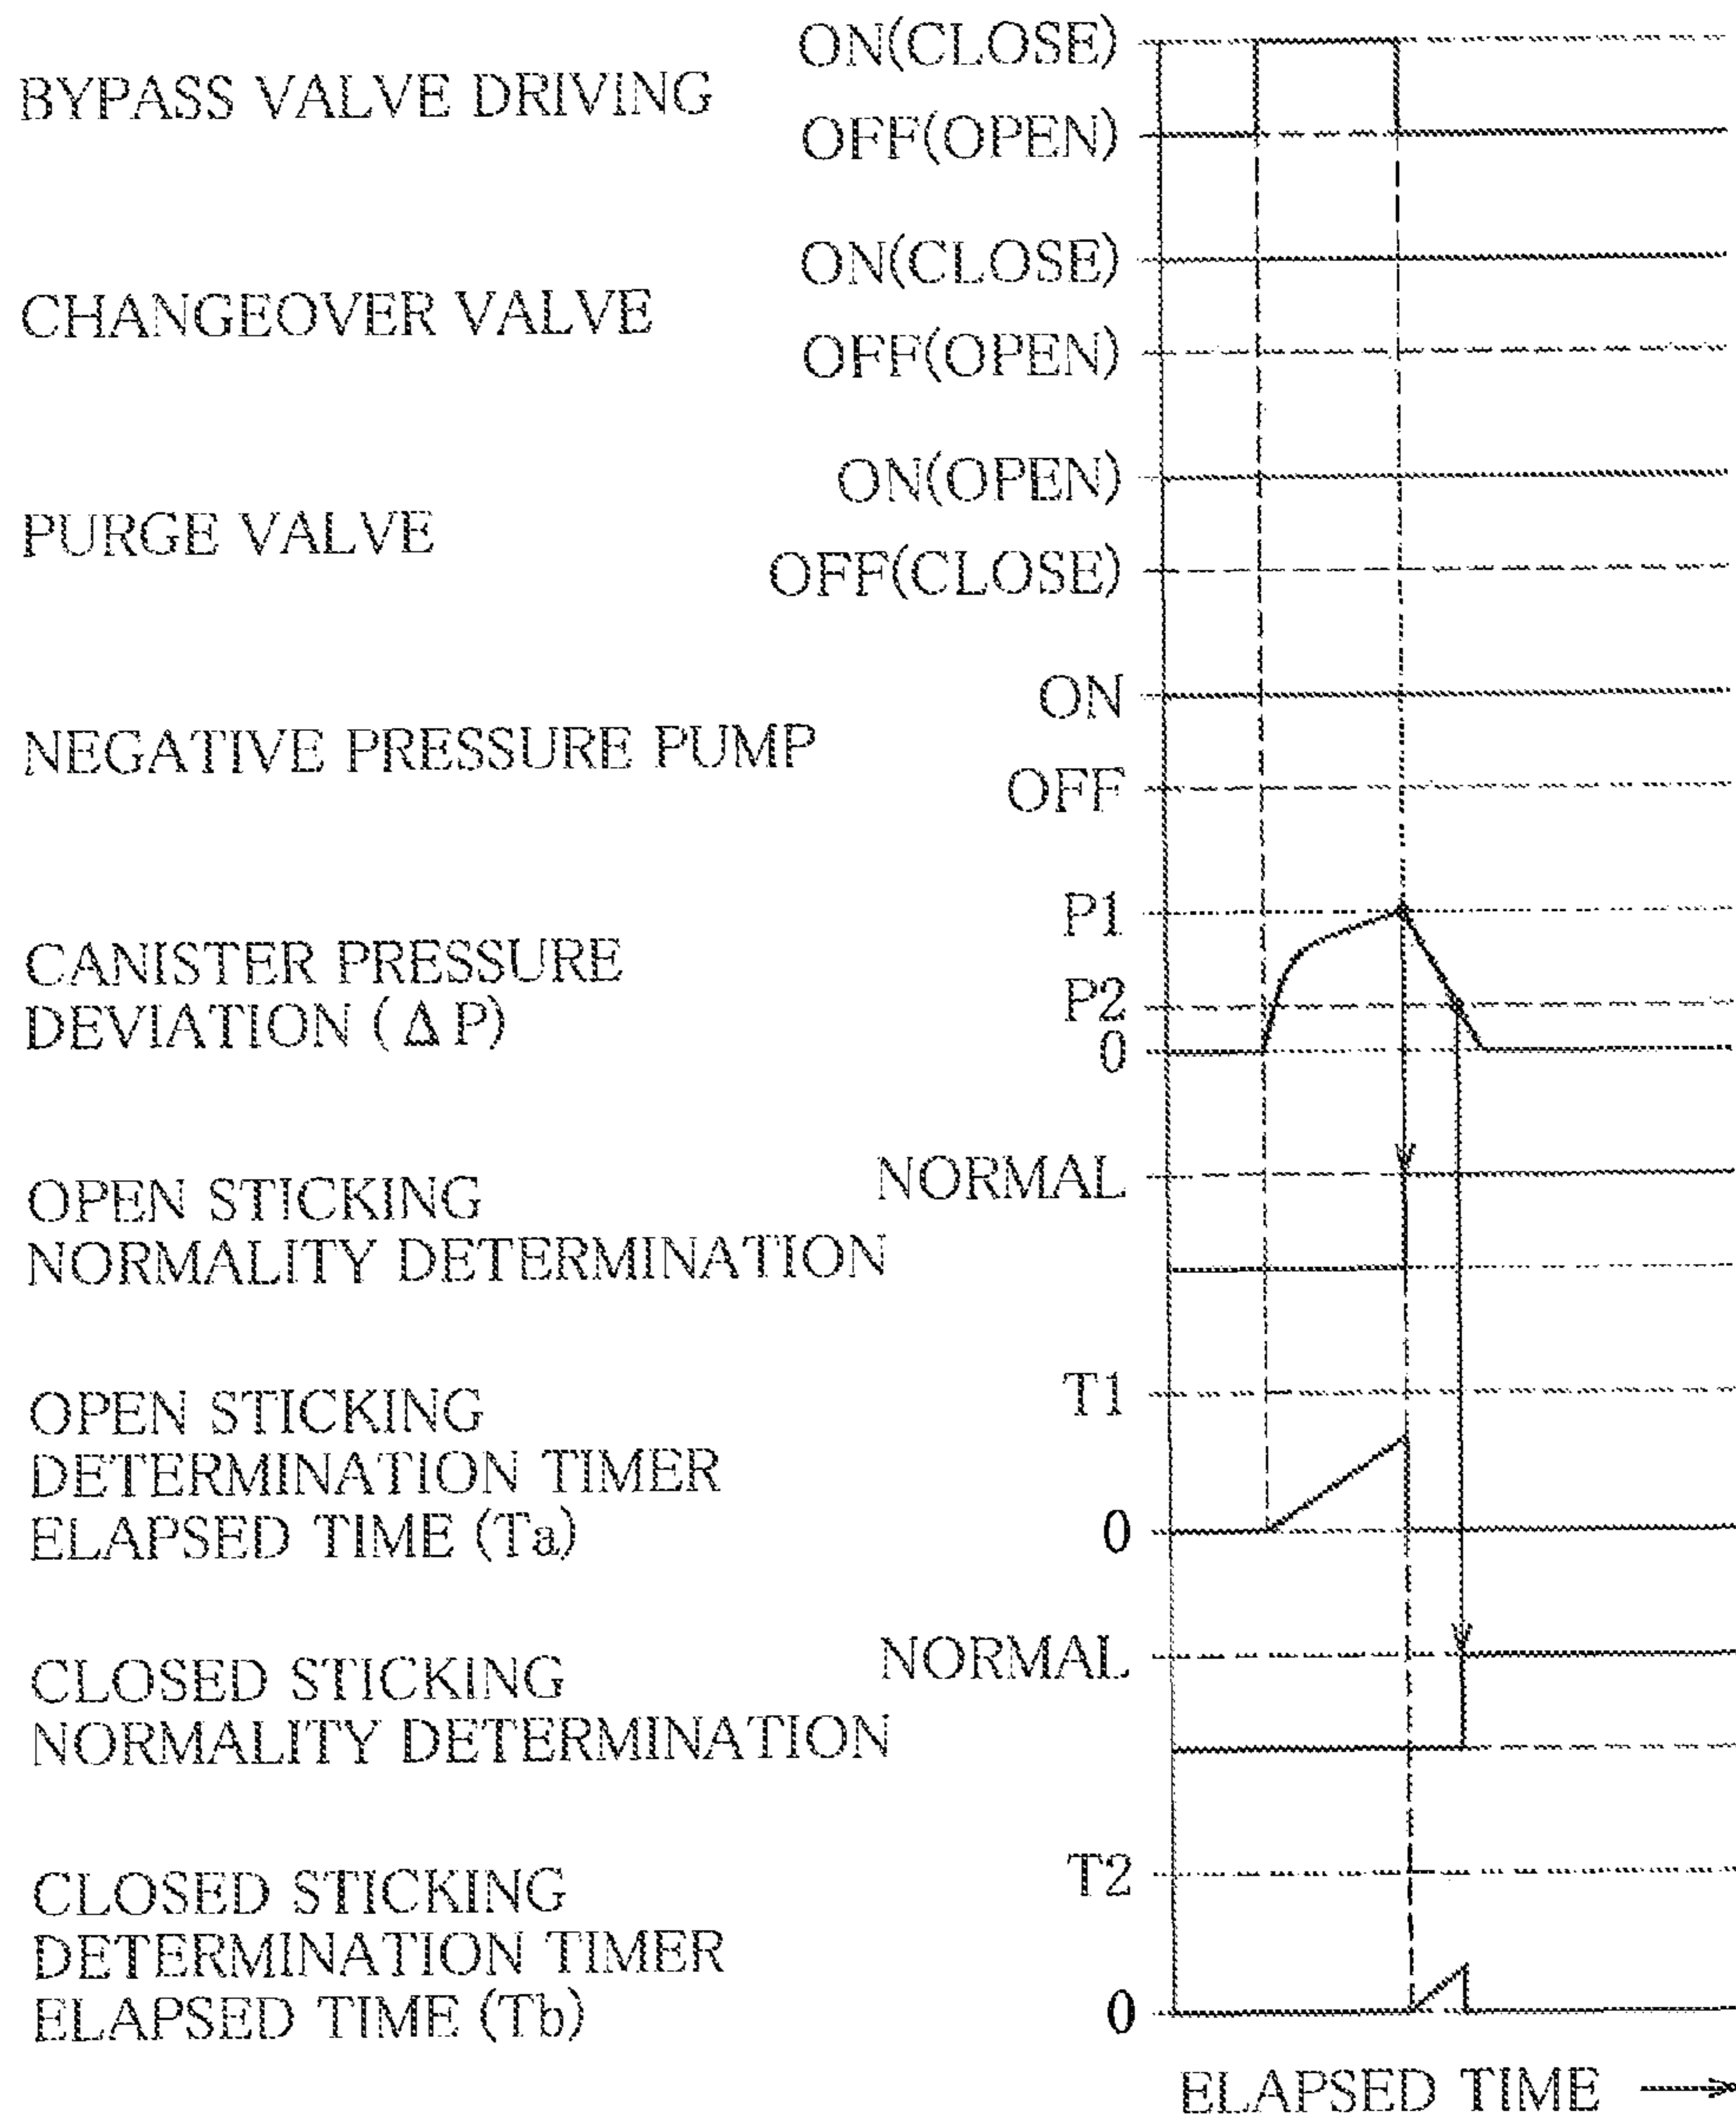 BYPASS VALVE DRIVING
ON(CLOSE)
OFF(OPEN)
CHANGEOVER VALVE
ON(CLOSE)
OFF(OPEN)
PURGE VALVE
ON(OPEN)
OFF(CLOSE)
NEGATIVE PRESSURE PUMP
ON
OFF
CANISTER PRESSURE
DEVIATION (Δ P)
P1
P2
0
OPEN STICKING
NORMALITY DETERMINATION
NORMAL
OPEN STICKING
DETERMINATION TIMER
ELAPSED TIME (Ta)
T1
0
CLOSED STICKING
NORMALITY DETERMINATION
NORMAL
CLOSED STICKING
DETERMINATION TIMER
ELAPSED TIME (Tb)
T2
0
ELAPSED TIME